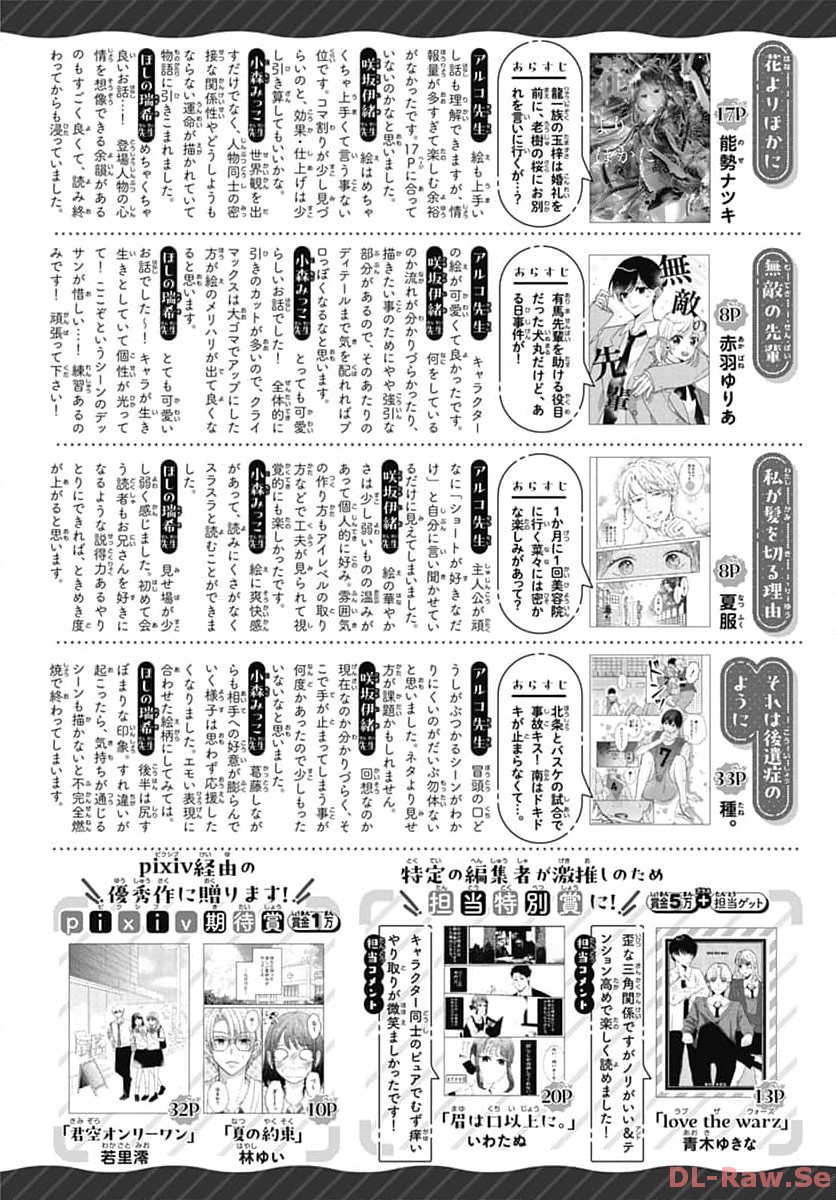 花よりほかに
17P
能勢ナツキ
よりほかに
あらすじ
龍一族の玉梓は婚礼を
前に、老樹の桜にお別
れを言いに行くが…?
アルコ先生 絵も上手い
し話も理解できますが、情
報量が多すぎて楽しむ余裕
がなかったです。17Pに合って
いないのかなと思います。
咲坂伊緒先生 絵はめちゃ
くちゃ上手くて言う事ない
位です。コマ割りが少し見づ
らいのと、効果・仕上げは少
し引き算してもいいかな。
小森みっこ先生 世界観を出
すだけでなく、人物同士の密
接な関係性やどうしようも
ならない運命が描かれていて
物語に引きこまれました。
ほしの瑞希先生 めちゃくちゃ
良いお話…! 登場人物の心
情を想像できる余韻がある
のもすごく良くて、読み終
わってからも浸っていました。
無敵の先輩
8P
赤羽ゆりあ
無敵の先輩
あらすじ
有馬先輩を助ける役目
だった犬丸だけど、あ
る日事件が!
アルコ先生 キャラクター
の絵が可愛くて良かったです。
咲坂伊緒先生 何をしている
のか流れが分かりづらかったり、
描きたい事のためにやや強引な
部分があるので、そのあたりの
ディテールまで気を配ればプ
ロっぽくなるなと思います。
小森みっこ先生 とっても可愛
らしいお話でした! 全体的に
引きのカットが多いので、クライ
マックスは大ゴマでアップにした
方が絵のメリハリが出て良くな
ると思います。
ほしの瑞希先生 とても可愛い
お話でした〜! キャラが生き
生きとしていて個性が光って
て! ここぞというシーンのデッ
サンが惜しい…! 練習あるの
みです! 頑張って下さい!
私が髪を切る理由
8P
夏服
あらすじ
1か月に1回美容院
に行く菜々には密か
な楽しみがあって?
アルコ先生 主人公が頑
なに「ショートが好きなだ
け」と自分に言い聞かせてい
るだけに見えてしまいました。
咲坂伊緒先生 絵の華やか
さは少し弱いものの温みが
あって個人的に好み。雰囲気
の作り方もアイレベルの取り
方などで工夫が見られて視
覚的にも楽しかったです。
小森みっこ先生 絵に爽快感
があって、読みにくさがなく
スラスラと読むことができま
した。
ほしの瑞希先生 見せ場が少
し弱く感じました。初めて会
う読者もお兄さんを好きに
なるような説得力あるやり
とりにできれば、ときめき度
が上がると思います。
それは後遺症の
ように
33P
種。
あらすじ
北条とバスケの試合で
事故キス! 南はドキド
キが止まらなくて…。
アルコ先生 冒頭の口ど
うしがぶつかるシーンがわか
りにくいのがだいぶ勿体ない
と思いました。ネタより見せ
方が課題かもしれません。
咲坂伊緒先生 回想なのか
現在なのか分かりづらく、そ
こで手が止まってしまう事が
何度かあったので少しもった
いないなと思いました。
小森みっこ先生 葛藤しなが
らも相手への好意が膨らんで
いく様子は思わず応援した
くなりました。エモい表現に
合わせた絵柄にしてみては。
ほしの瑞希先生 後半は尻す
ぼまりな印象。すれ違いが
起こったら、気持ちが通じる
シーンも描かないと不完全燃
焼で終わってしまいます。
特定の編集者が激推しのため
担当特別賞に!
賞金5万+担当ゲット
13P
「love the warz」
青木ゆきな
担当コメント
歪な三角関係ですがノリがいい&テ
ンション高めで楽しく読めました!
20P
「眉は口以上に。」
いわたぬ
担当コメント
キャラクター同士のピュアでむず痒い
やり取りが微笑ましかったです!
pixiv経由の
優秀作に贈ります!
pixiv期待賞
賞金1万
10P
「夏の約束」
林ゆい
32P
「君空オンリーワン」
若里澪
DL-Raw.Se